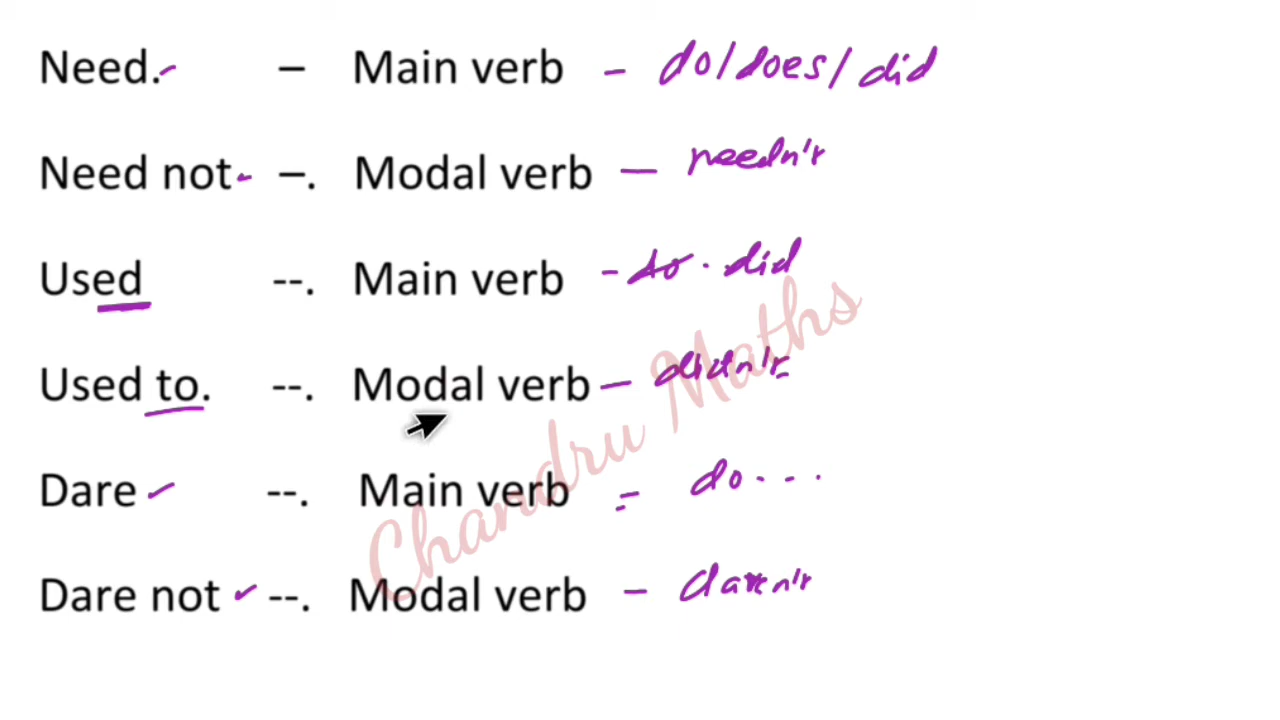 Need. – Main verb - do/does/did
Need not - –. Modal verb — needn't
Used --. Main verb - do . did
Used to. --. Modal verb - didn't
Dare --. Main verb = do . . . .
Dare not --. Modal verb - daren't
Chandru Maths